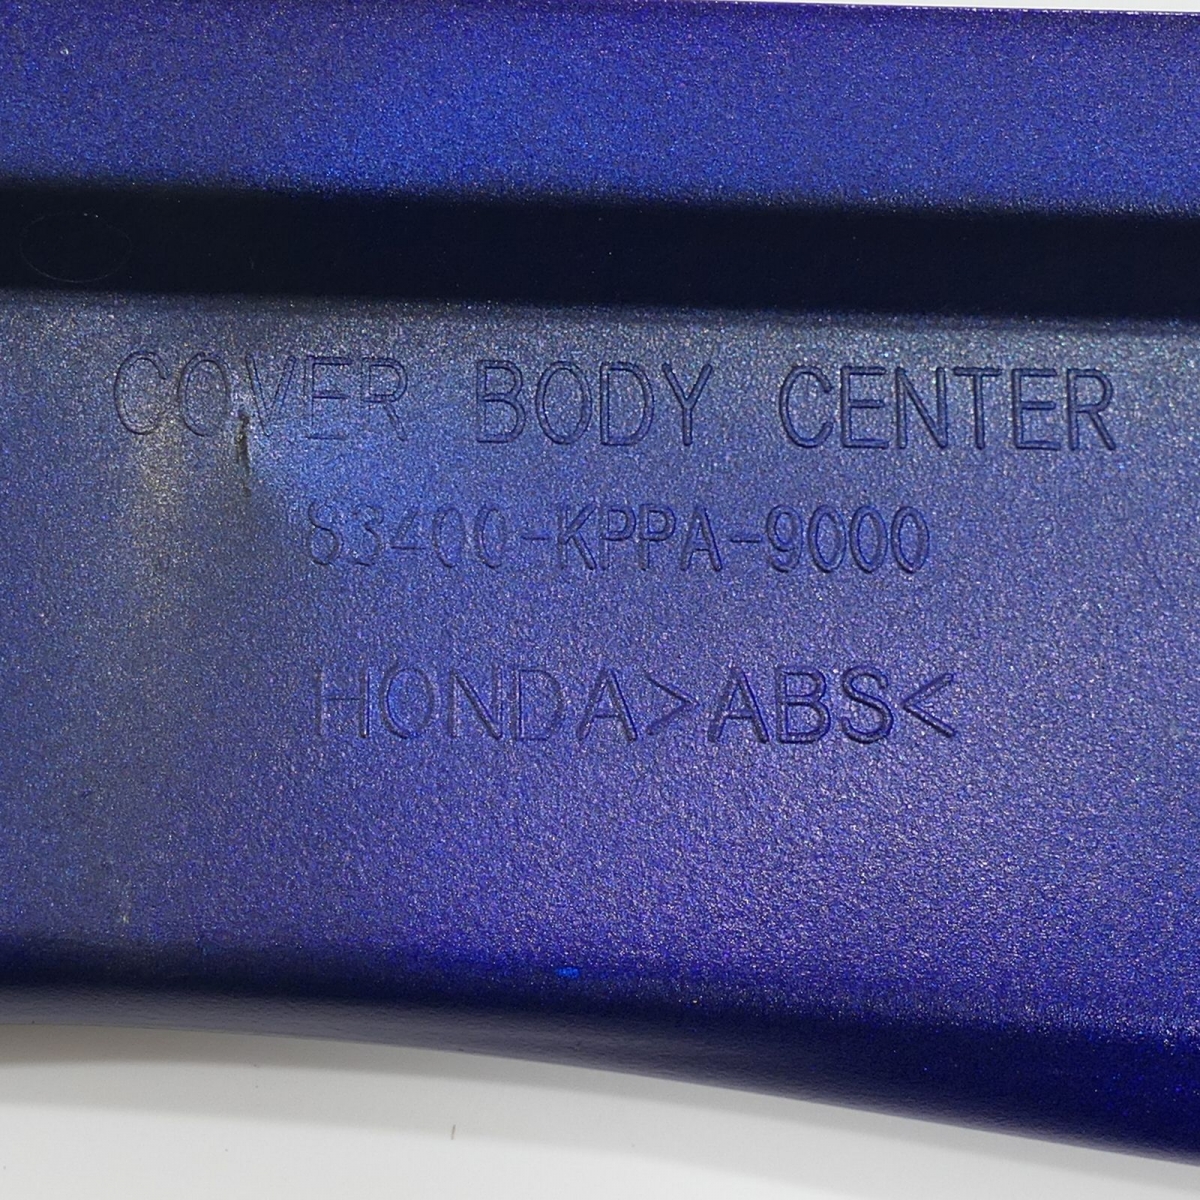 COVER BODY CENTER
83400-KPPA-9000
HONDA>ABS<